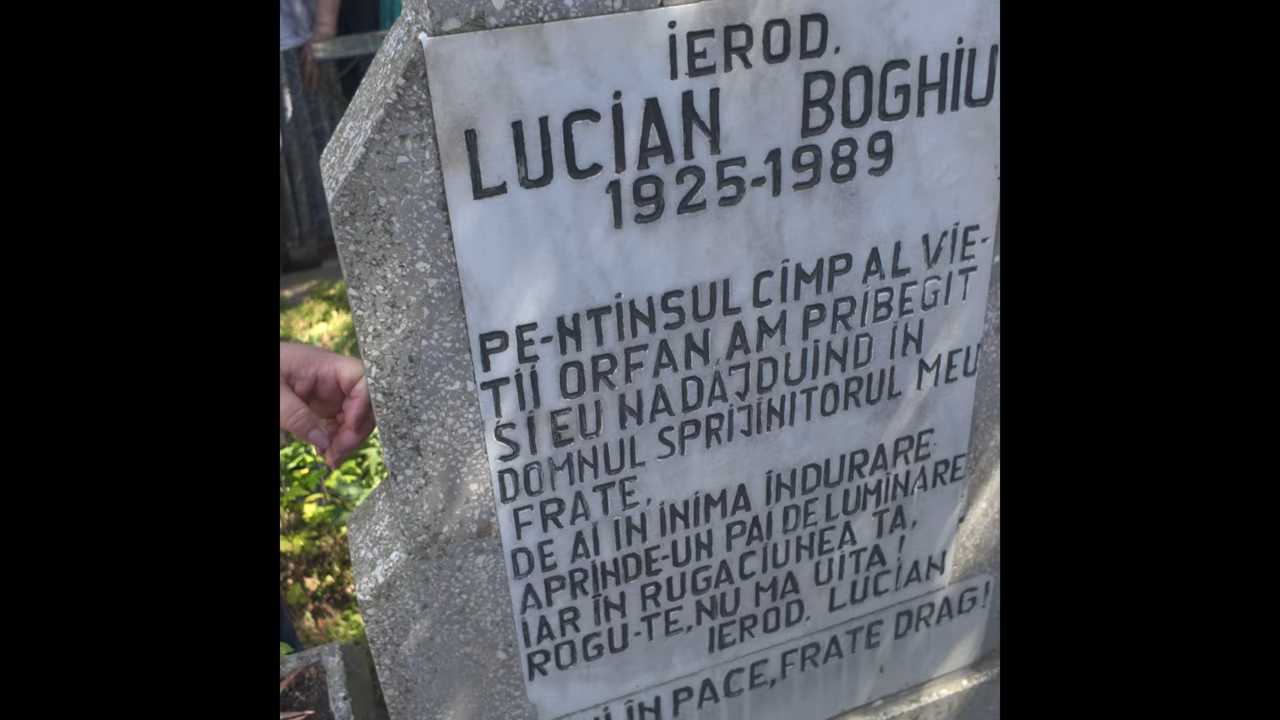 IEROD.
LUCIAN BOGHIU
1925-1989
PE-NTINSUL CÎMP AL VIE-
TII ORFAN, AM PRIBEGIT
SI EU NADAJDUIND IN
DOMNUL SPRIJINITORUL MEU
FRATE,
DE AI IN INIMA ÎNDURARE
APRINDE-UN PAI DE LUMINARE
IAR ÎN RUGACIUNEA TA,
ROGU-TE, NU MA UITA!
IEROD. LUCIAN
ÎN PACE, FRATE DRAG!